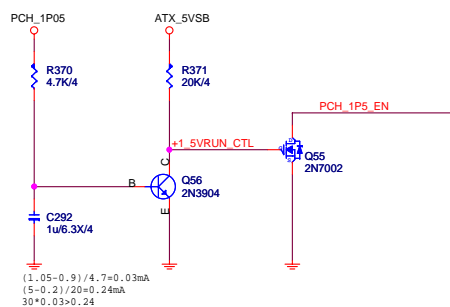 PCH_1P05
ATX_5VSB
R370
4.7K/4
R371
20K/4
PCH_1P5_EN
+1_5VRUN_CTL
C
Q55
2N7002
B
Q56
2N3904
E
C292
1u/6.3X/4
(1.05-0.9)/4.7=0.03mA
(5-0.2)/20=0.24mA
30*0.03>0.24